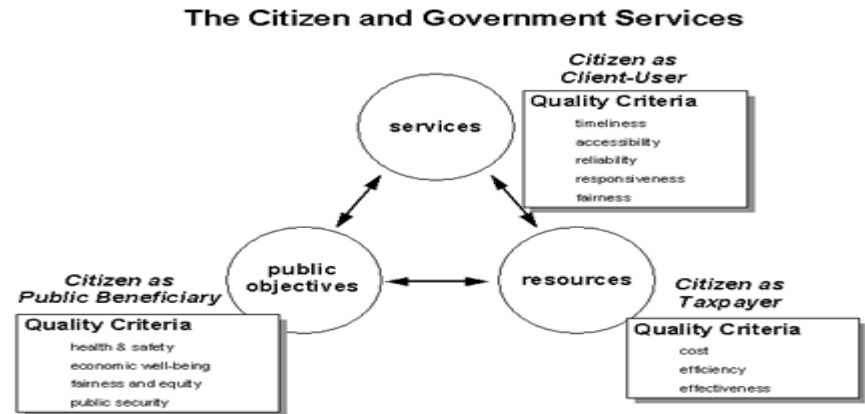 The Citizen and Government Services
Citizen as
Client-User
Quality Criteria
timeliness
accessibility
reliability
responsiveness
fairness
services
public
objectives
resources
Citizen as
Public Beneficiary
Quality Criteria
health & safety
economic well-being
fairness and equity
public security
Citizen as
Taxpayer
Quality Criteria
cost
efficiency
effectiveness